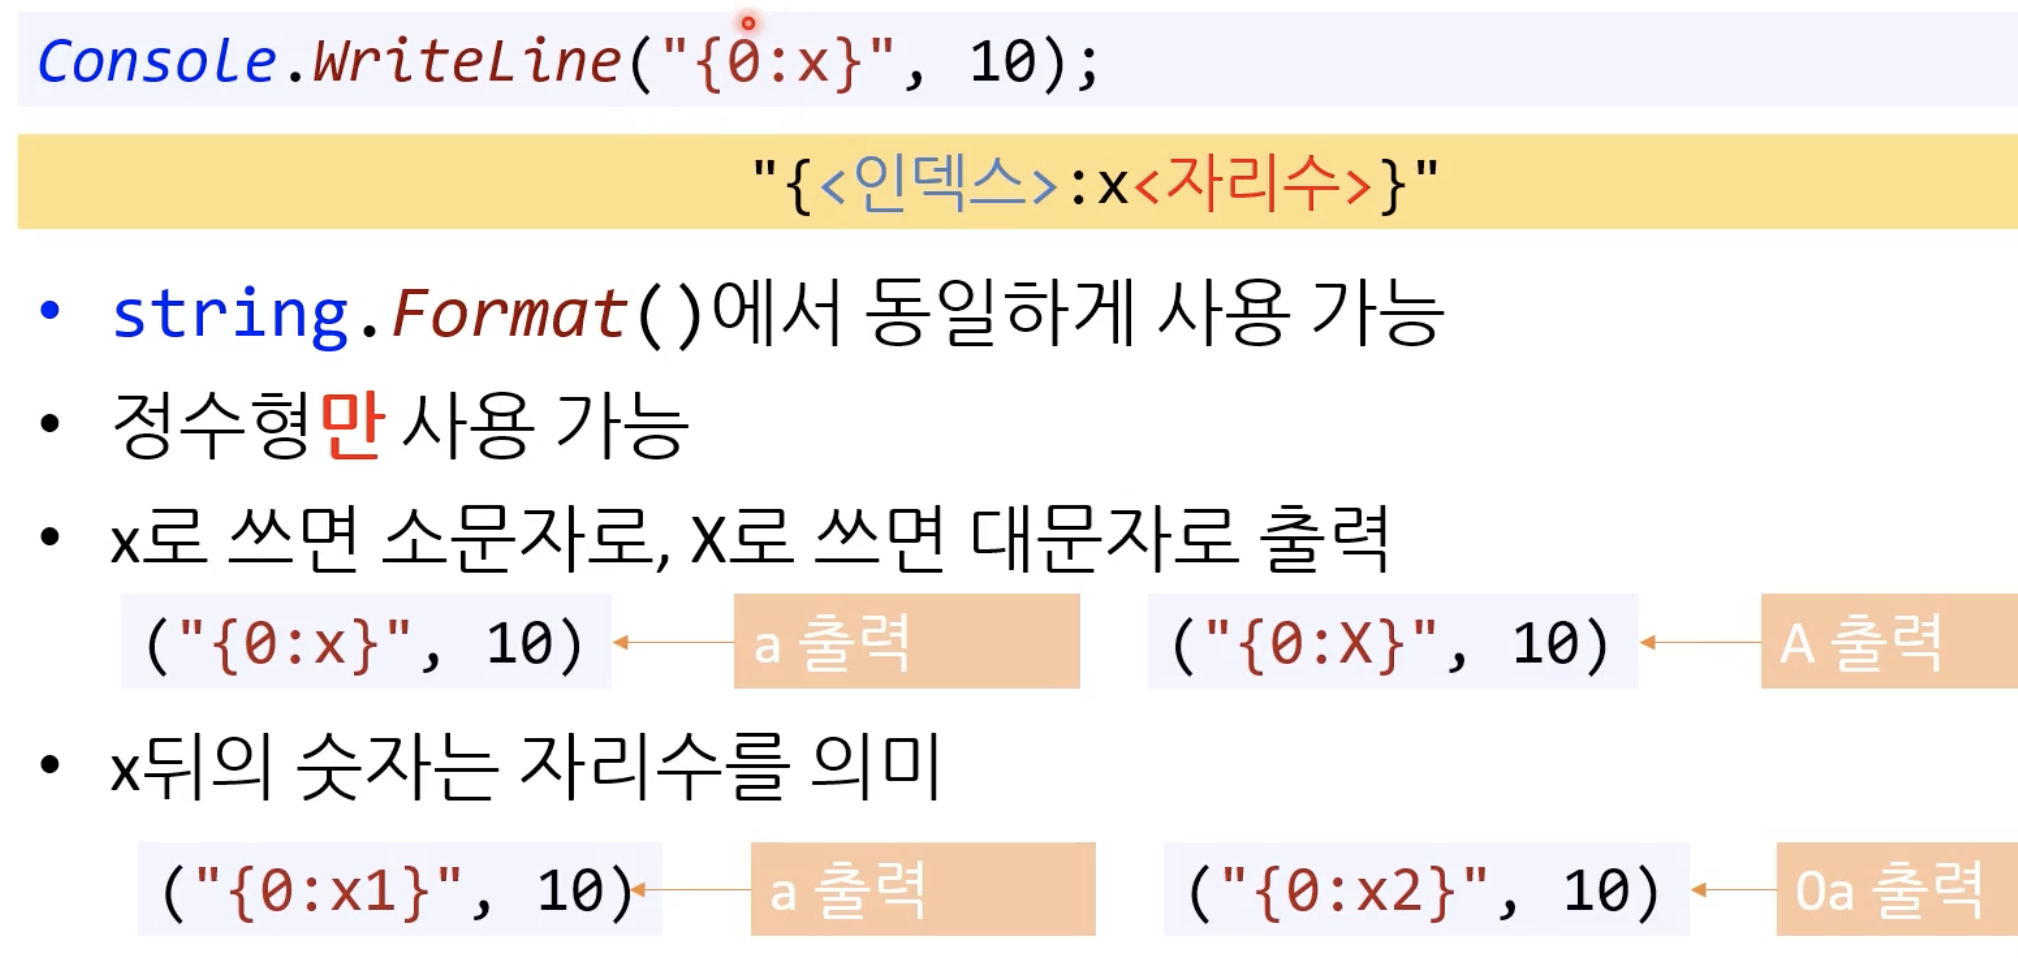 Console.WriteLine("{0:x}", 10);
"{<인덱스>:x<자리수>}"
• string.Format()에서 동일하게 사용 가능
• 정수형만 사용 가능
• x로 쓰면 소문자로, X로 쓰면 대문자로 출력
("{0:x}", 10) a 출력 ("{0:X}", 10) A 출력
• x뒤의 숫자는 자리수를 의미
("{0:x1}", 10) a 출력 ("{0:x2}", 10) 0a 출력